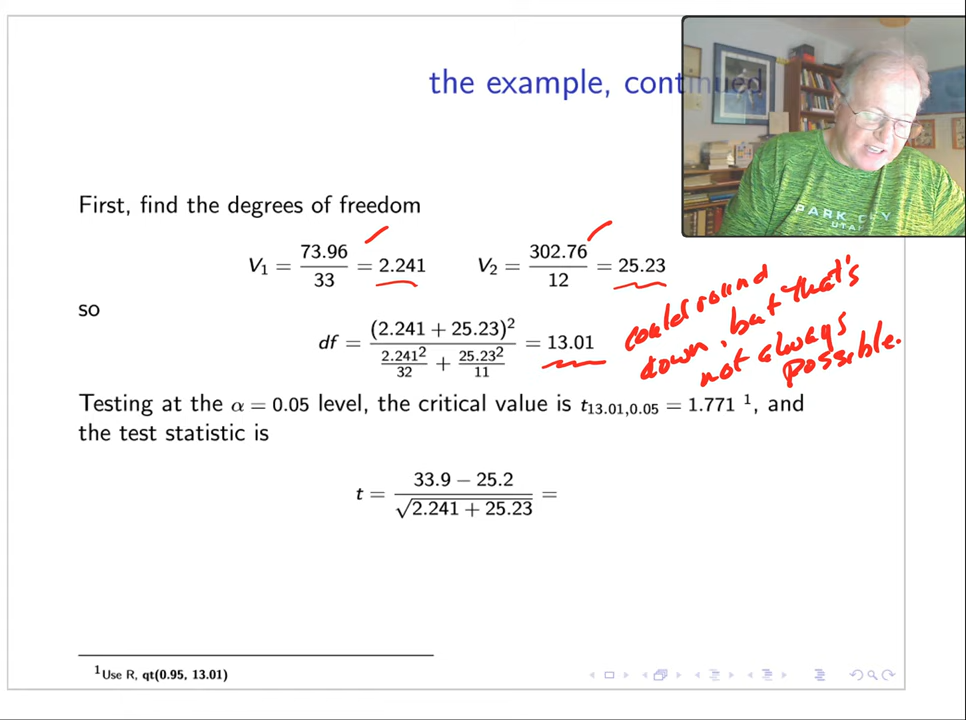 the example, continued
PARK CITY
UTAH
First, find the degrees of freedom
V₁ = 73.96/33 = 2.241 V₂ = 302.76/12 = 25.23
so
df = (2.241 + 25.23)²/(2.241²/32 + 25.23²/11) = 13.01
could round
down, but that's
not always
possible.
Testing at the α = 0.05 level, the critical value is t₁₃.₀₁,₀.₀₅ = 1.771 ¹, and
the test statistic is
t = (33.9 − 25.2)/√(2.241 + 25.23) =
¹Use R, qt(0.95, 13.01)